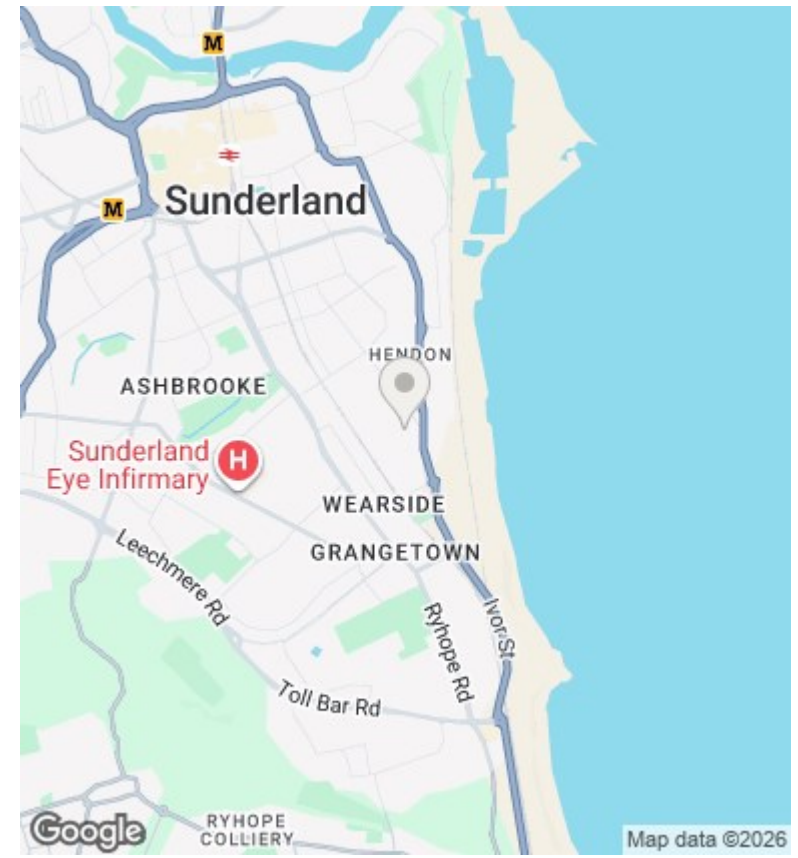 M
Sunderland
M
HENDON
ASHBROOKE
Sunderland
Eye Infirmary
H
WEARSIDE
GRANGETOWN
Leechmere Rd
Ivor St
Ryhope Rd
Toll Bar Rd
RYHOPE
COLLIERY
Google
Map data ©2026